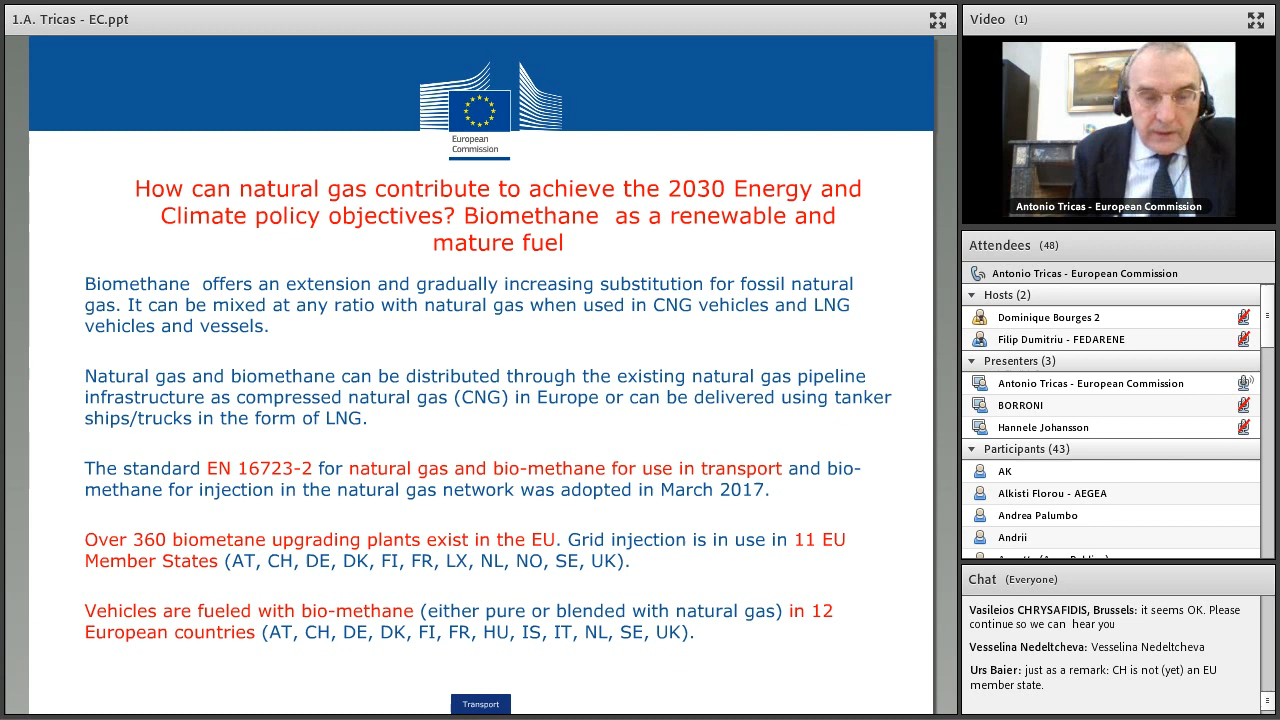 1.A. Tricas - EC.ppt
European
Commission
How can natural gas contribute to achieve the 2030 Energy and
Climate policy objectives? Biomethane as a renewable and
mature fuel
Biomethane offers an extension and gradually increasing substitution for fossil natural
gas. It can be mixed at any ratio with natural gas when used in CNG vehicles and LNG
vehicles and vessels.
Natural gas and biomethane can be distributed through the existing natural gas pipeline
infrastructure as compressed natural gas (CNG) in Europe or can be delivered using tanker
ships/trucks in the form of LNG.
The standard EN 16723-2 for natural gas and bio-methane for use in transport and bio-
methane for injection in the natural gas network was adopted in March 2017.
Over 360 biometane upgrading plants exist in the EU. Grid injection is in use in 11 EU
Member States (AT, CH, DE, DK, FI, FR, LX, NL, NO, SE, UK).
Vehicles are fueled with bio-methane (either pure or blended with natural gas) in 12
European countries (AT, CH, DE, DK, FI, FR, HU, IS, IT, NL, SE, UK).
Transport
Video (1)
Antonio Tricas - European Commission
Attendees (48)
Antonio Tricas - European Commission
Hosts (2)
Dominique Bourges 2
Filip Dumitriu - FEDARENE
Presenters (3)
Antonio Tricas - European Commission
BORRONI
Hannele Johansson
Participants (43)
AK
Alkisti Florou - AEGEA
Andrea Palumbo
Andrii
Chat (Everyone)
Vasileios CHRYSAFIDIS, Brussels: it seems OK. Please
continue so we can hear you
Vesselina Nedeltcheva: Vesselina Nedeltcheva
Urs Baier: just as a remark: CH is not (yet) an EU
member state.